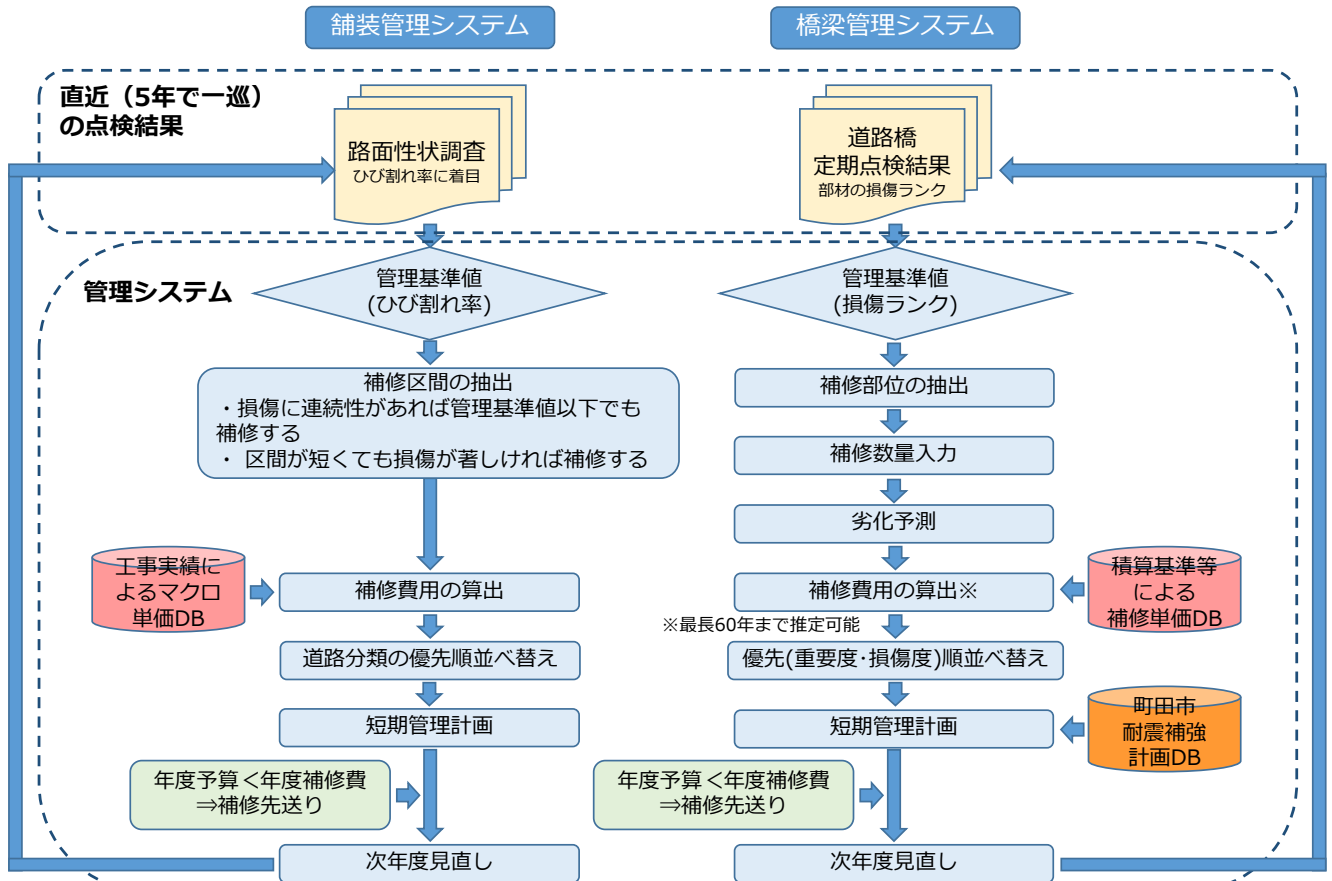 舗装管理システム
橋梁管理システム
直近（5年で一巡）
の点検結果
路面性状調査
ひび割れ率に着目
道路橋
定期点検結果
部材の損傷ランク
管理システム
管理基準値
(ひび割れ率)
管理基準値
(損傷ランク)
補修区間の抽出
・損傷に連続性があれば管理基準値以下でも
補修する
・ 区間が短くても損傷が著しければ補修する
補修部位の抽出
補修数量入力
劣化予測
工事実績に
よるマクロ
単価DB
補修費用の算出
補修費用の算出※
積算基準等
による
補修単価DB
※最長60年まで推定可能
道路分類の優先順並べ替え
優先(重要度・損傷度)順並べ替え
短期管理計画
短期管理計画
町田市
耐震補強
計画DB
年度予算＜年度補修費
⇒補修先送り
年度予算＜年度補修費
⇒補修先送り
次年度見直し
次年度見直し